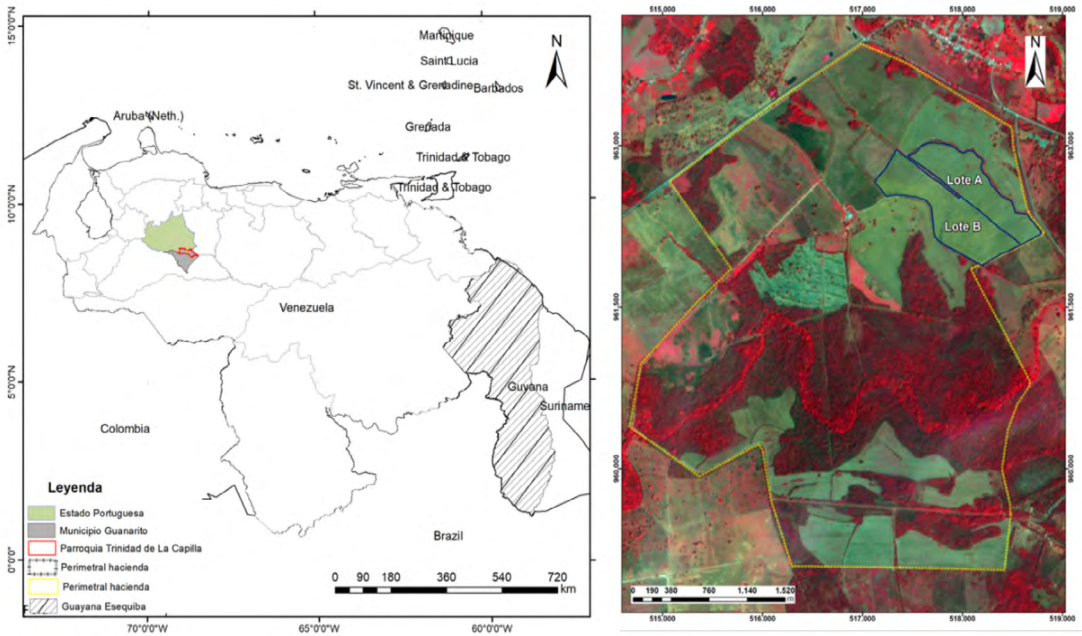 15°0'0"N
10°0'0"N
5°0'0"N
0°0'0"
70°0'0"W
65°0'0"W
60°0'0"W
N
Martinique
Saint Lucia
St. Vincent & Grenadine
Barbados
Aruba (Neth.)
Grenada
Trinidad & Tobago
Trinidad & Tobago
Venezuela
Guyana
Suriname
Colombia
Brazil
Leyenda
Estado Portuguesa
Municipio Guanarito
Parroquia Trinidad de La Capilla
Perimetral hacienda
Perimetral hacienda
Guayana Esequiba
0 90 180 360 540 720
km
515,000 516,000 517,000 518,000 519,000
N
963,000
963,000
Lote A
Lote B
961,500
961,500
960,000
960,000
0 190 380 760 1,140 1,520
m
515,000 516,000 517,000 518,000 519,000